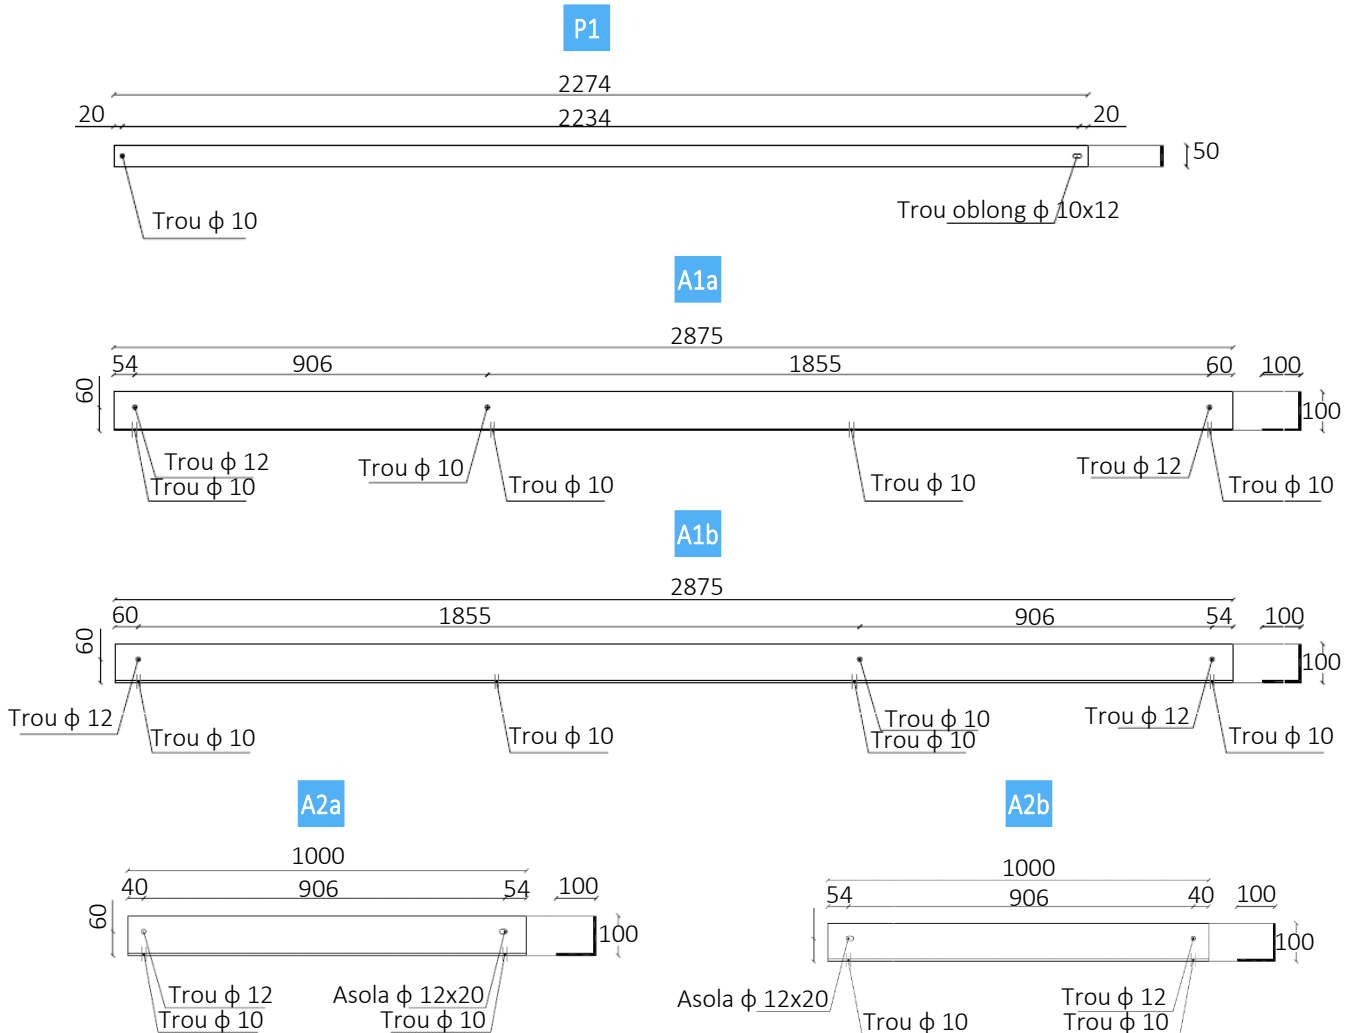 P1
2274
20 2234 20
50
Trou ϕ 10
Trou oblong ϕ 10x12
A1a
2875
54 906 1855 60 100
60
100
Trou ϕ 12
Trou ϕ 10
Trou ϕ 10
Trou ϕ 10
Trou ϕ 10
Trou ϕ 12
Trou ϕ 10
A1b
2875
60 1855 906 54 100
60
100
Trou ϕ 12
Trou ϕ 10
Trou ϕ 10
Trou ϕ 10
Trou ϕ 10
Trou ϕ 12
Trou ϕ 10
A2a
1000
40 906 54 100
60
100
Trou ϕ 12
Trou ϕ 10
Asola ϕ 12x20
Trou ϕ 10
A2b
1000
54 906 40 100
100
Asola ϕ 12x20
Trou ϕ 10
Trou ϕ 12
Trou ϕ 10